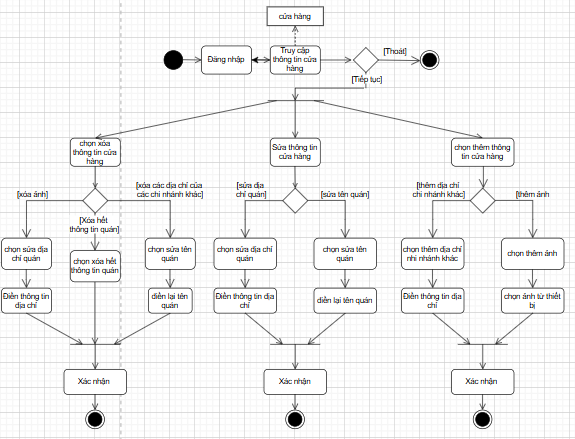 cửa hàng
Đăng nhập
Truy cập
thông tin cửa
hàng
[Thoát]
[Tiếp tục]
chọn xóa
thông tin cửa
hàng
Sửa thông tin
cửa hàng
chọn thêm thông
tin cửa hàng
[xóa ảnh]
[xóa các địa chỉ của
các chi nhánh khác]
[Xóa hết
thông tin quán]
[sửa địa
chỉ quán]
[sửa tên quán]
[thêm địa chỉ
chi nhánh khác]
[thêm ảnh
chọn sửa địa
chỉ quán
chọn xóa hết
thông tin quán
chọn sửa tên
quán
chọn sửa địa chỉ
quán
chọn sửa tên
quán
chọn thêm địa chỉ
nhi nhánh khác
chọn thêm ảnh
Điền thông tin
địa chỉ
điền lại tên
quán
Điền thông tin địa
chỉ
điền lại tên quán
Điền thông tin địa
chỉ
chọn ảnh từ thiết
bị
Xác nhận
Xác nhận
Xác nhận